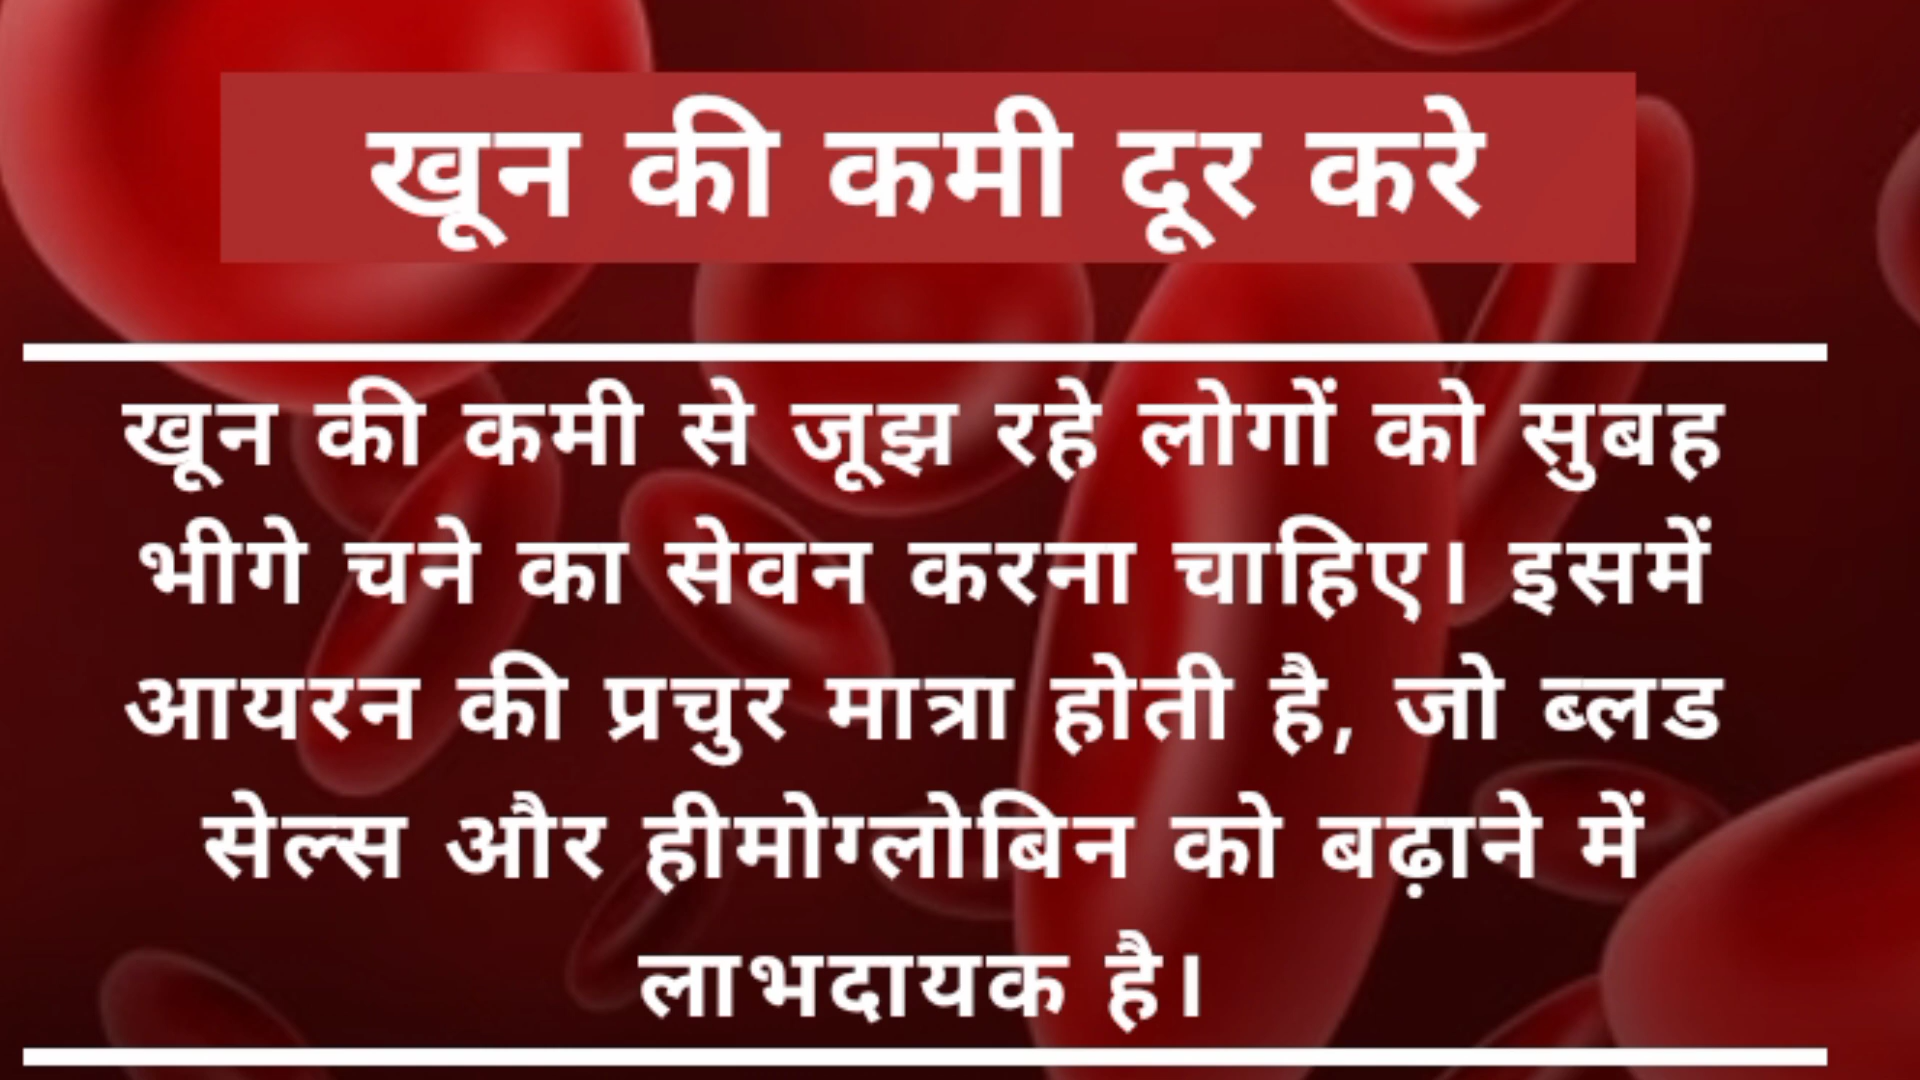 खून की कमी दूर करे
खून की कमी से जूझ रहे लोगों को सुबह
भीगे चने का सेवन करना चाहिए। इसमें
आयरन की प्रचुर मात्रा होती है, जो ब्लड
सेल्स और हीमोग्लोबिन को बढ़ाने में
लाभदायक है।